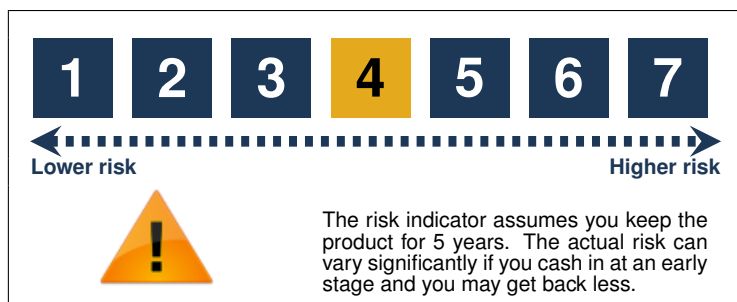 1 2 3 4 5 6 7
Lower risk Higher risk
!
The risk indicator assumes you keep the
product for 5 years. The actual risk can
vary significantly if you cash in at an early
stage and you may get back less.